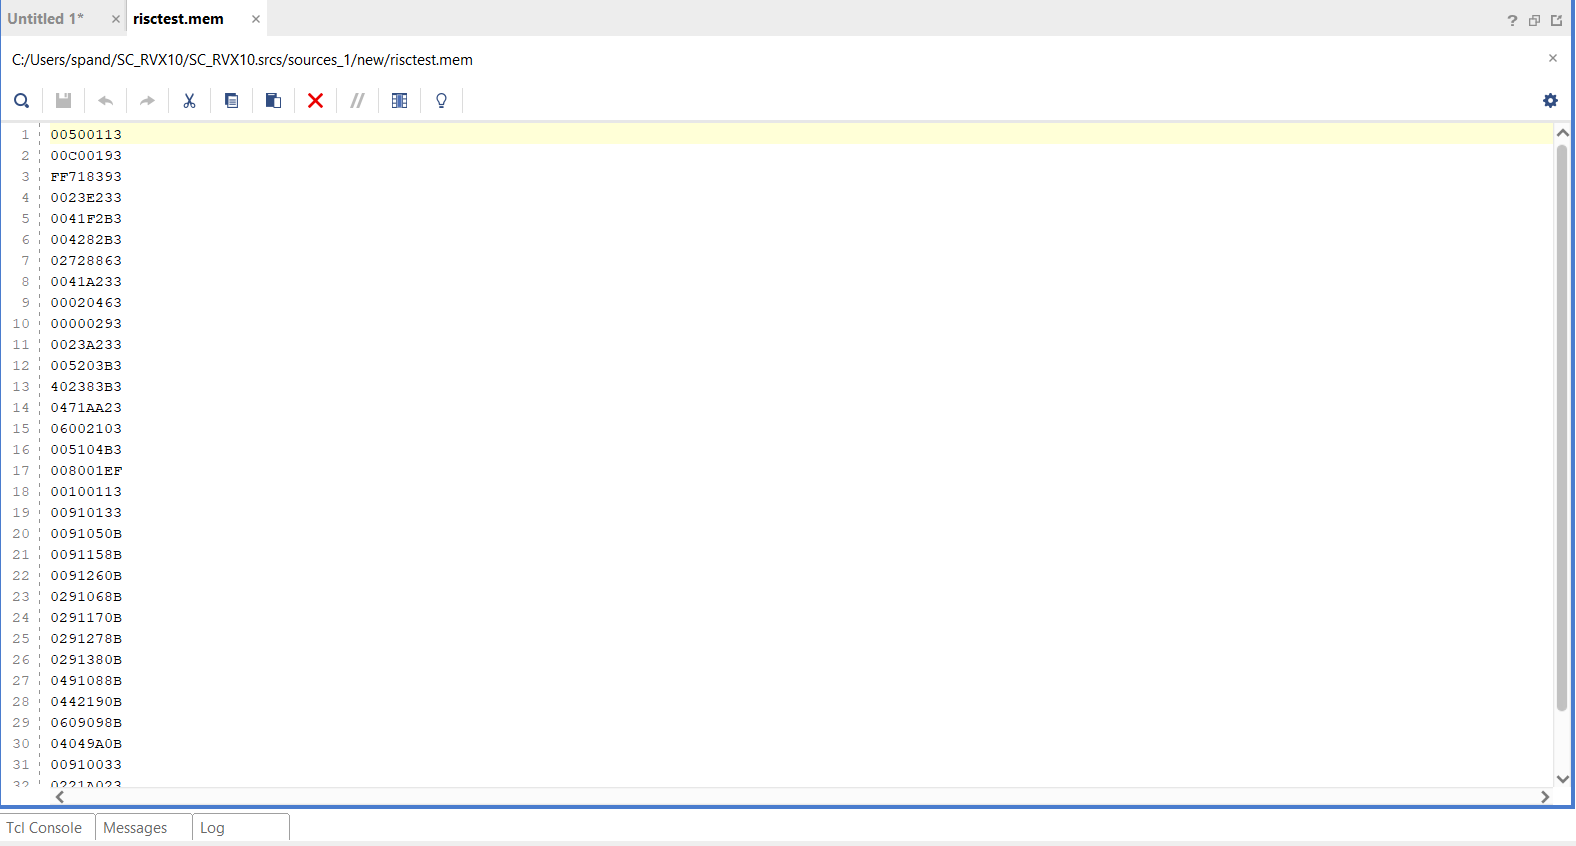 Untitled 1* × risctest.mem × ?
C:/Users/spand/SC_RVX10/SC_RVX10.srcs/sources_1/new/risctest.mem ×
//
1 00500113
2 00C00193
3 FF718393
4 0023E233
5 0041F2B3
6 004282B3
7 02728863
8 0041A233
9 00020463
10 00000293
11 0023A233
12 005203B3
13 402383B3
14 0471AA23
15 06002103
16 005104B3
17 008001EF
18 00100113
19 00910133
20 0091050B
21 0091158B
22 0091260B
23 0291068B
24 0291170B
25 0291278B
26 0291380B
27 0491088B
28 0442190B
29 0609098B
30 04049A0B
31 00910033
32 0221A023
Tcl Console Messages Log